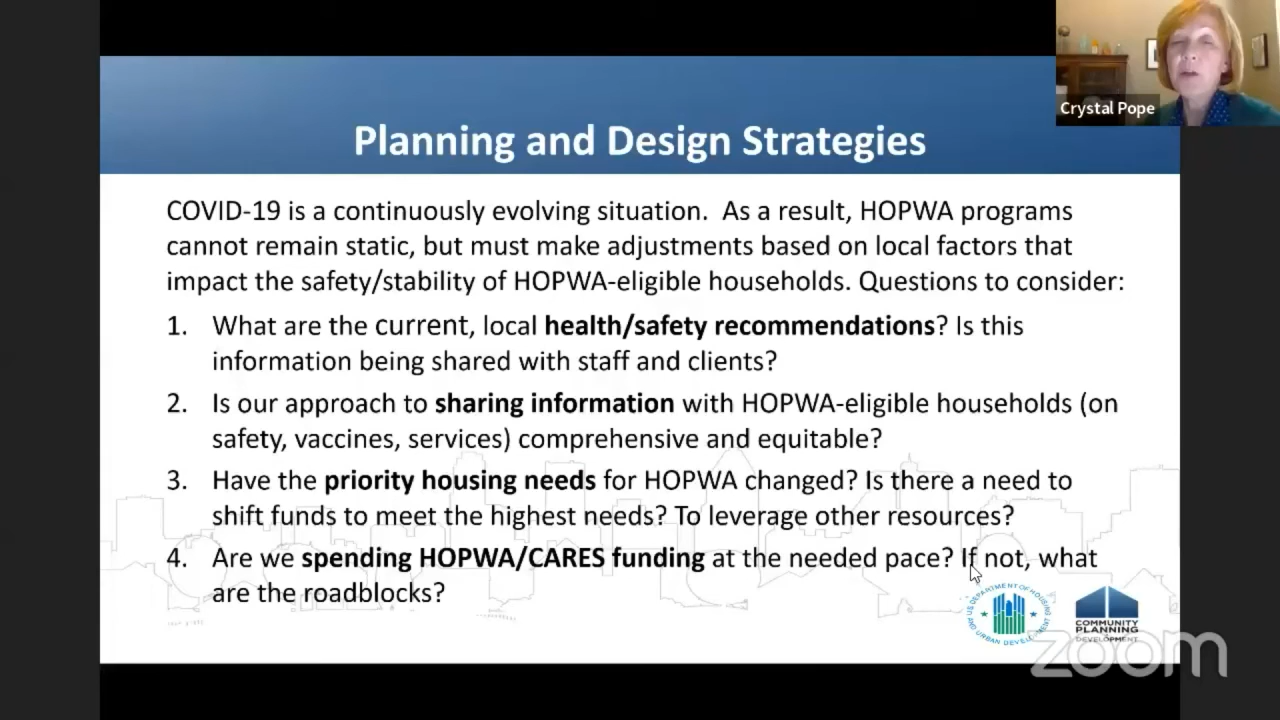 Crystal Pope
Planning and Design Strategies
COVID-19 is a continuously evolving situation.  As a result, HOPWA programs
cannot remain static, but must make adjustments based on local factors that
impact the safety/stability of HOPWA-eligible households. Questions to consider:
1. What are the current, local health/safety recommendations? Is this
information being shared with staff and clients?
2. Is our approach to sharing information with HOPWA-eligible households (on
safety, vaccines, services) comprehensive and equitable?
3. Have the priority housing needs for HOPWA changed? Is there a need to
shift funds to meet the highest needs? To leverage other resources?
4. Are we spending HOPWA/CARES funding at the needed pace? If not, what
are the roadblocks?
U.S. DEPARTMENT OF HOUSING
AND URBAN DEVELOPMENT
COMMUNITY
PLANNING
DEVELOPMENT
zoom